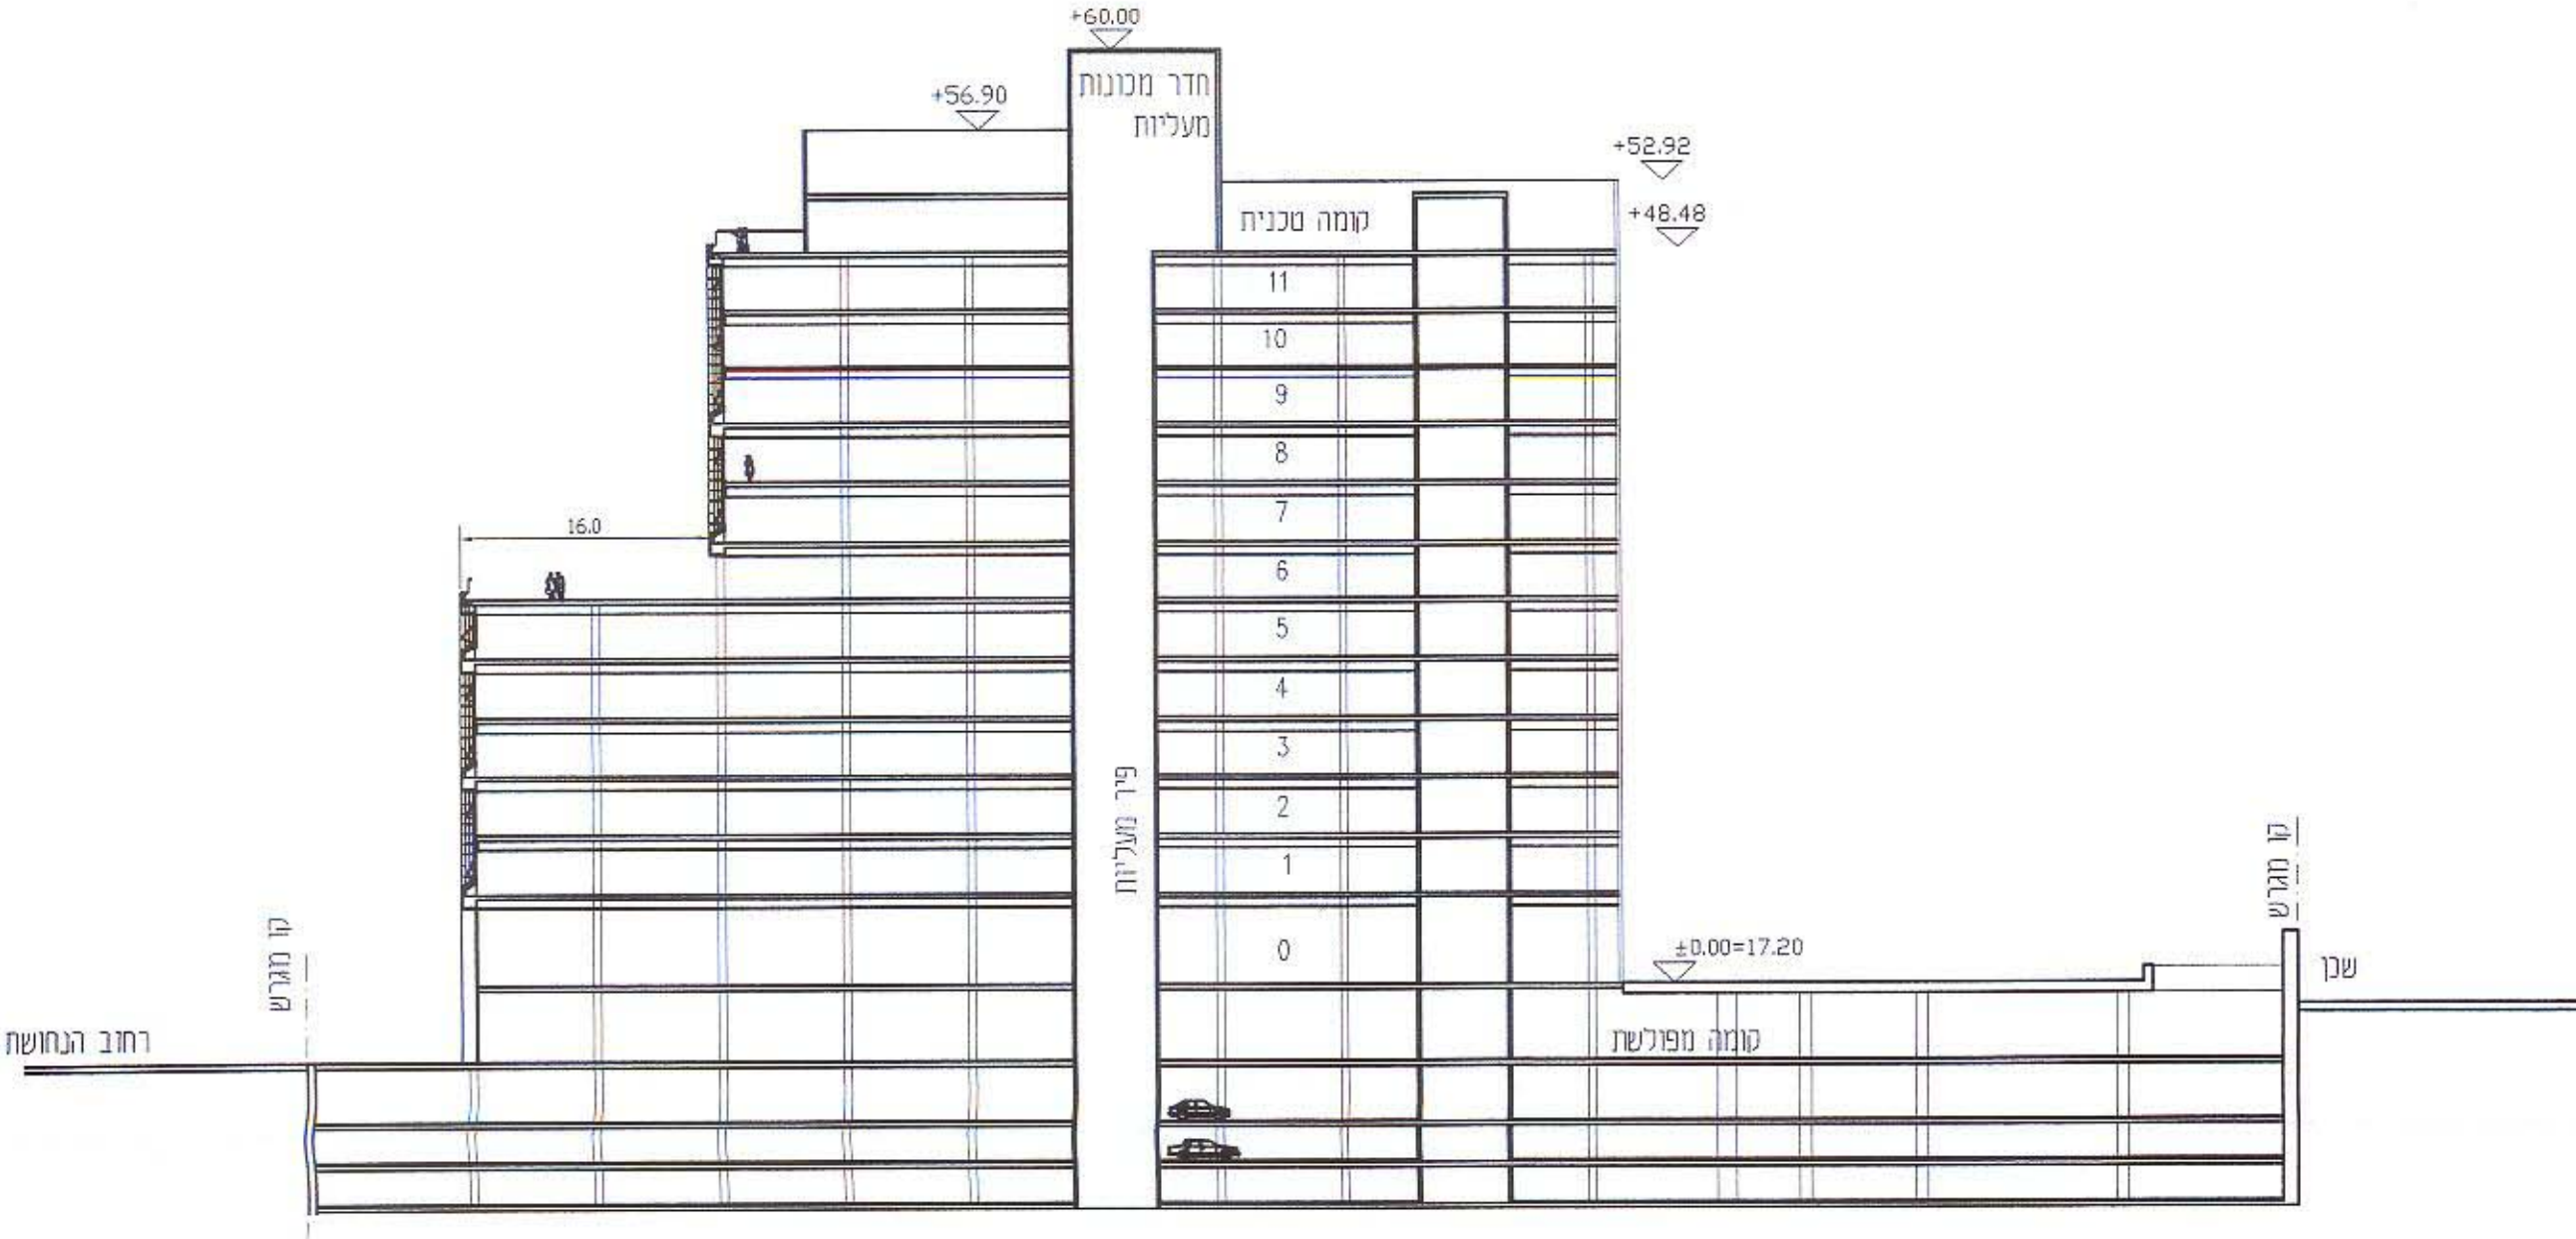 +60.00
חדר מכונות
מעליות
+56.90
+52.92
קומה טכנית
+48.48
11
10
9
8
7
16.0
6
5
4
3
2
1
פיר מעליות
קו מגרש
קו מגרש
0
±0.00=17.20
שכן
רחוב הנחושת
קומה מפולשת